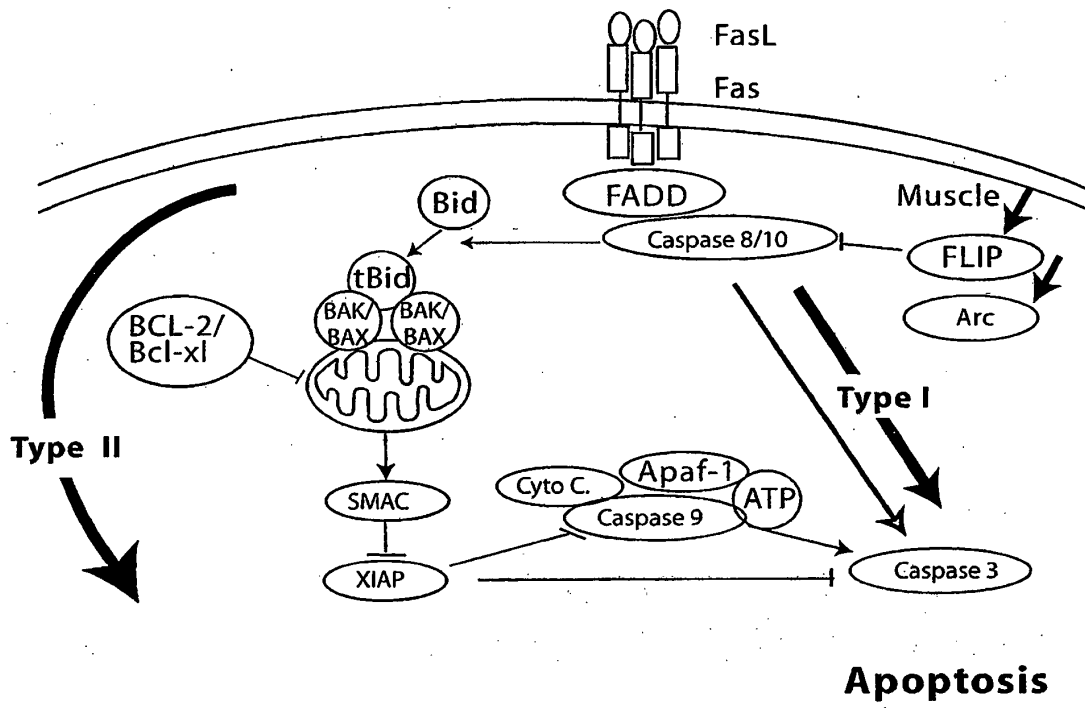 FasL
Fas
FADD
Caspase 8/10
Muscle
FLIP
Arc
Bid
tBid
BAK/
BAX
BAK/
BAX
BCL-2/
Bcl-xl
Type II
Type I
SMAC
XIAP
Cyto C.
Apaf-1
Caspase 9
ATP
Caspase 3
Apoptosis